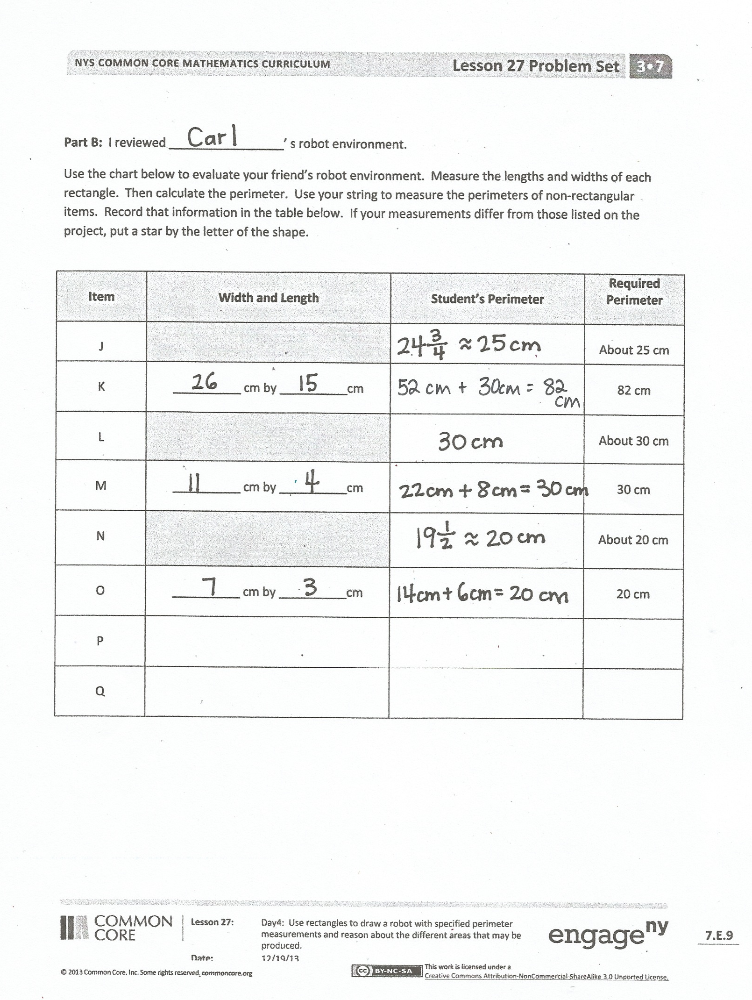 NYS COMMON CORE MATHEMATICS CURRICULUM
Lesson 27 Problem Set 3•7
Part B: I reviewed Carl 's robot environment.
Use the chart below to evaluate your friend's robot environment. Measure the lengths and widths of each
rectangle. Then calculate the perimeter. Use your string to measure the perimeters of non-rectangular
items. Record that information in the table below. If your measurements differ from those listed on the
project, put a star by the letter of the shape.
Item Width and Length Student's Perimeter Required Perimeter
J 24 3/4 ≈ 25 cm About 25 cm
K 26 cm by 15 cm 52 cm + 30cm = 82 cm 82 cm
L 30 cm About 30 cm
M 11 cm by 4 cm 22cm + 8cm = 30 cm 30 cm
N 19 1/2 ≈ 20 cm About 20 cm
O 7 cm by 3 cm 14cm + 6cm = 20 cm 20 cm
P
Q
COMMON CORE
Lesson 27: Day4: Use rectangles to draw a robot with specified perimeter
measurements and reason about the different areas that may be
produced.
Date: 12/19/13
engage ny
7.E.9
© 2013 Common Core, Inc. Some rights reserved. commoncore.org
(cc) BY-NC-SA
This work is licensed under a
Creative Commons Attribution-NonCommercial-ShareAlike 3.0 Unported License.